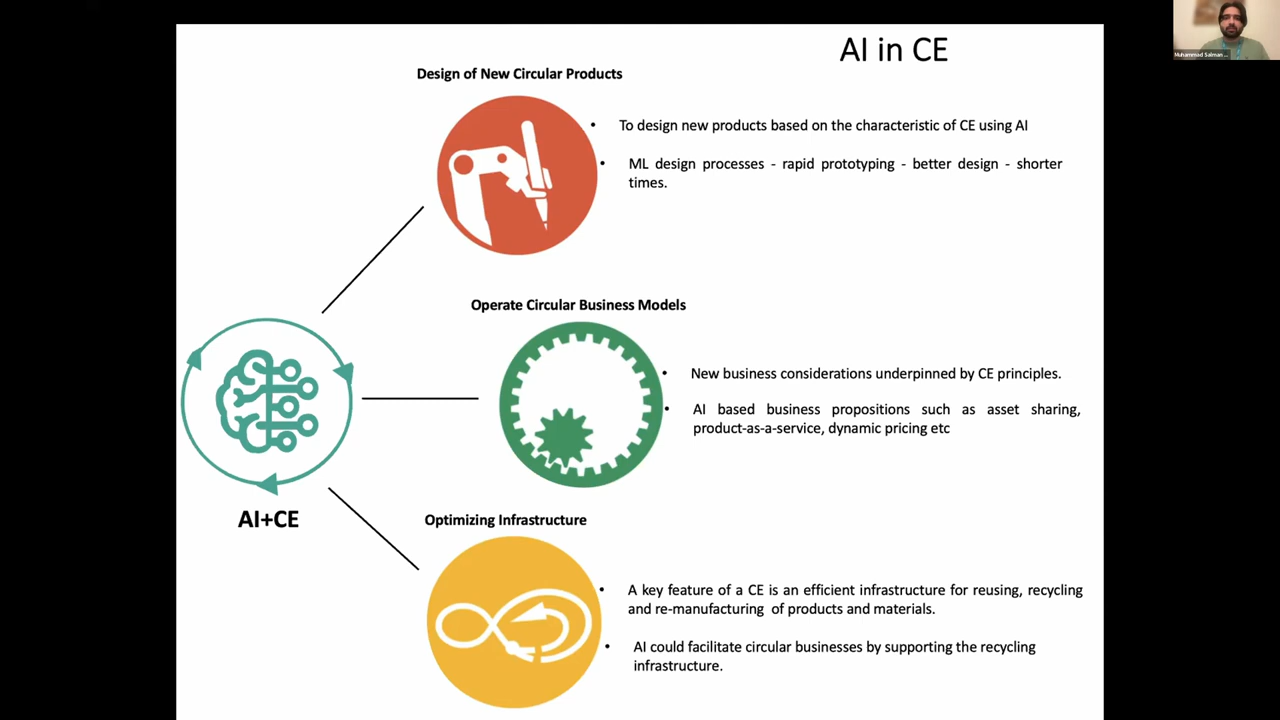 AI in CE
Design of New Circular Products
• To design new products based on the characteristic of CE using AI
• ML design processes - rapid prototyping - better design - shorter
times.
Operate Circular Business Models
• New business considerations underpinned by CE principles.
• AI based business propositions such as asset sharing,
product-as-a-service, dynamic pricing etc
AI+CE
Optimizing Infrastructure
• A key feature of a CE is an efficient infrastructure for reusing, recycling
and re-manufacturing of products and materials.
• AI could facilitate circular businesses by supporting the recycling
infrastructure.
Muhammad Salman ...